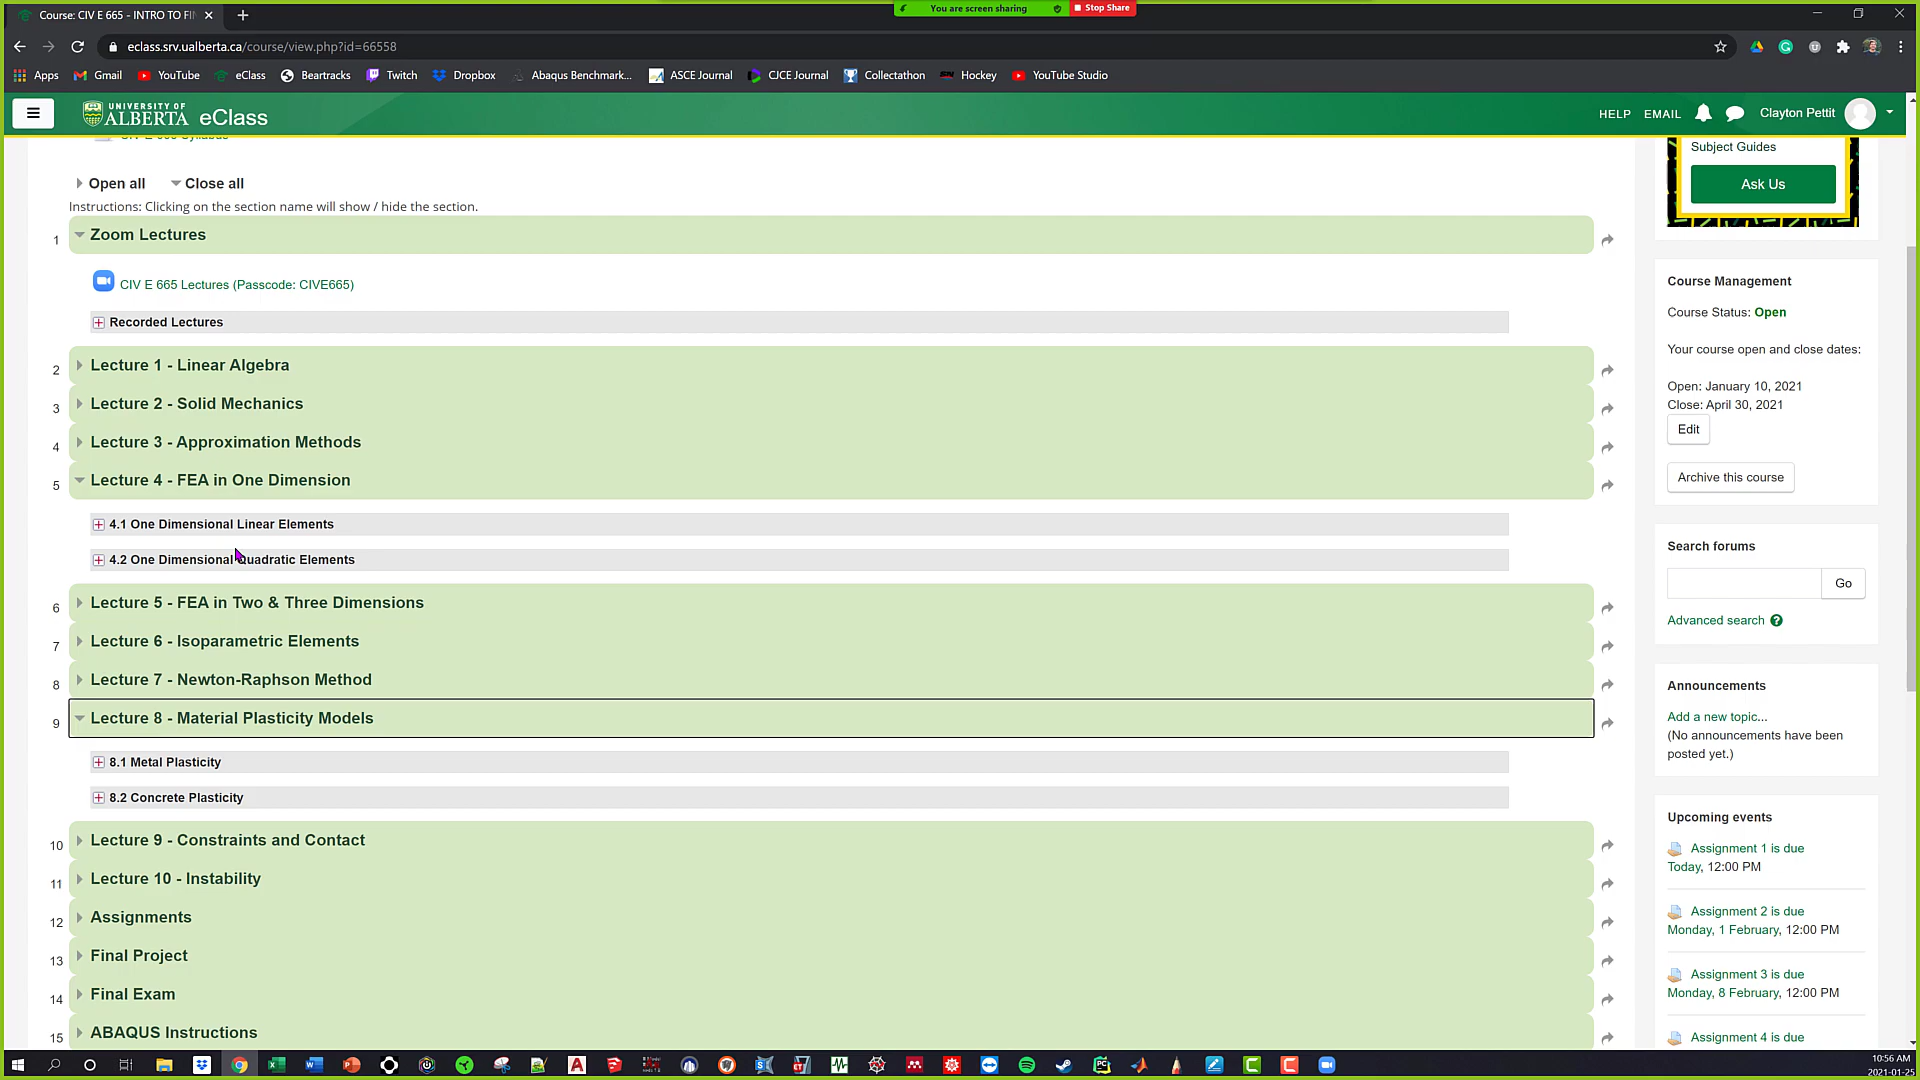 Course: CIV E 665 - INTRO TO FI
You are screen sharing
Stop Share
eclass.srv.ualberta.ca/course/view.php?id=66558
Apps Gmail YouTube eClass Beartracks Twitch Dropbox Abaqus Benchmark... ASCE Journal CJCE Journal Collectathon Hockey YouTube Studio
UNIVERSITY OF
ALBERTA eClass
HELP EMAIL Clayton Pettit
Open all Close all
Instructions: Clicking on the section name will show / hide the section.
1 Zoom Lectures
CIV E 665 Lectures (Passcode: CIVE665)
Recorded Lectures
2 Lecture 1 - Linear Algebra
3 Lecture 2 - Solid Mechanics
4 Lecture 3 - Approximation Methods
5 Lecture 4 - FEA in One Dimension
4.1 One Dimensional Linear Elements
4.2 One Dimensional Quadratic Elements
6 Lecture 5 - FEA in Two & Three Dimensions
7 Lecture 6 - Isoparametric Elements
8 Lecture 7 - Newton-Raphson Method
9 Lecture 8 - Material Plasticity Models
8.1 Metal Plasticity
8.2 Concrete Plasticity
10 Lecture 9 - Constraints and Contact
11 Lecture 10 - Instability
12 Assignments
13 Final Project
14 Final Exam
15 ABAQUS Instructions
Subject Guides
Ask Us
Course Management
Course Status: Open
Your course open and close dates:
Open: January 10, 2021
Close: April 30, 2021
Edit
Archive this course
Search forums
Go
Advanced search
Announcements
Add a new topic...
(No announcements have been
posted yet.)
Upcoming events
Assignment 1 is due
Today, 12:00 PM
Assignment 2 is due
Monday, 1 February, 12:00 PM
Assignment 3 is due
Monday, 8 February, 12:00 PM
Assignment 4 is due
10:56 AM
2021-01-25